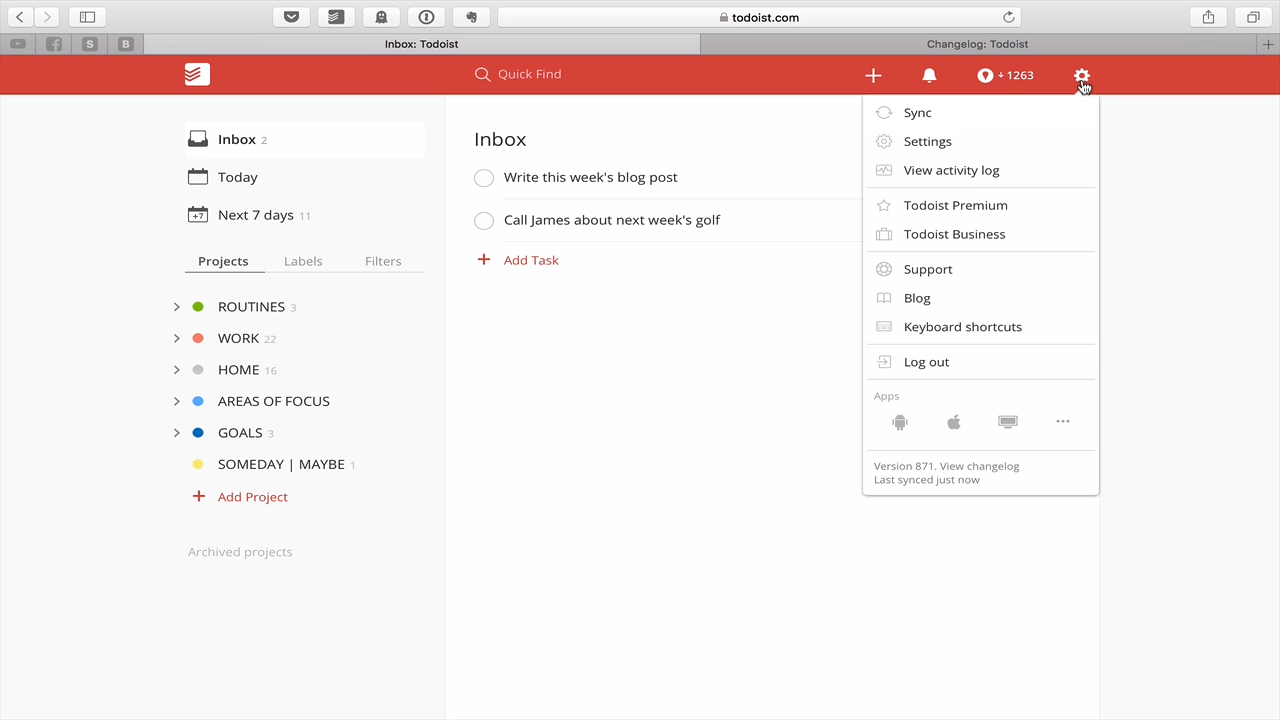 todoist.com
S
B
Inbox: Todoist
Changelog: Todoist
Quick Find
1263
Inbox 2
Today
+7 Next 7 days 11
Projects Labels Filters
ROUTINES 3
WORK 22
HOME 16
AREAS OF FOCUS
GOALS 3
SOMEDAY | MAYBE 1
+ Add Project
Archived projects
Inbox
Write this week's blog post
Call James about next week's golf
+ Add Task
Sync
Settings
View activity log
Todoist Premium
Todoist Business
Support
Blog
Keyboard shortcuts
Log out
Apps
Version 871. View changelog
Last synced just now